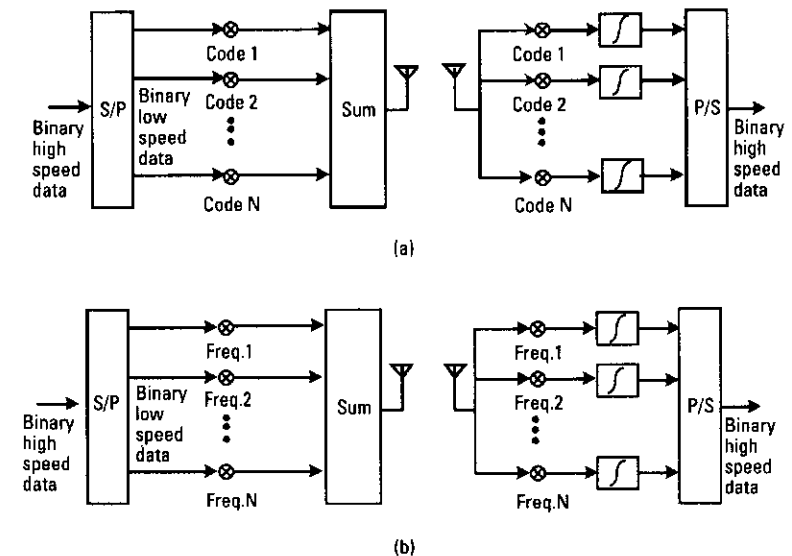 Code 1
Code 2
Code N
S/P
Binary
high
speed
data
Binary
low
speed
data
Sum
Code 1
Code 2
Code N
P/S
Binary
high
speed
data
(a)
Freq.1
Freq.2
Freq.N
S/P
Binary
high
speed
data
Binary
low
speed
data
Sum
Freq.1
Freq.2
Freq.N
P/S
Binary
high
speed
data
(b)